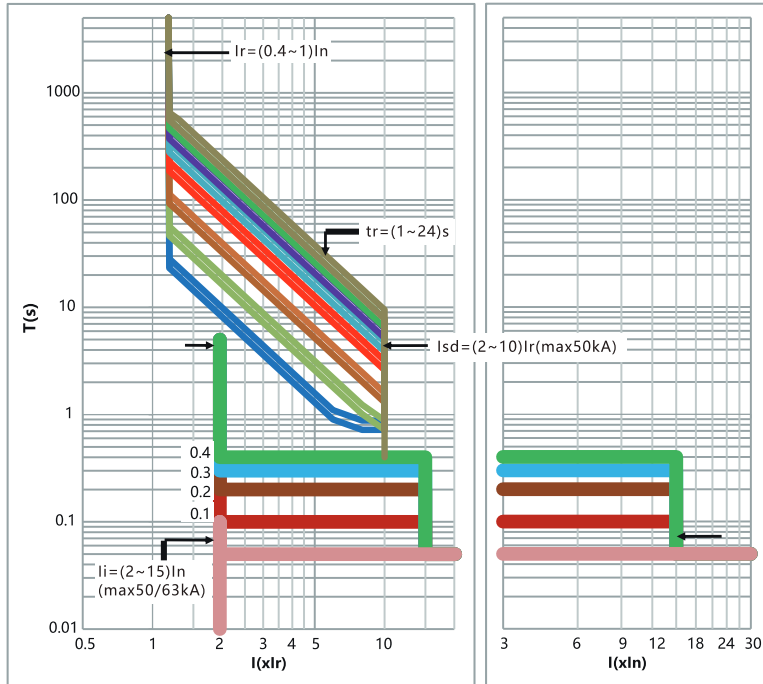 Ir=(0.4~1)In
1000
100
tr=(1~24)s
T(s)
10
Isd=(2~10)Ir(max50kA)
1
0.4
0.3
0.2
0.1
0.1
Ii=(2~15)In
(max50/63kA)
0.01
0.5 1 2 3 4 5 10
I(xIr)
3 6 9 12 18 24 30
I(xIn)